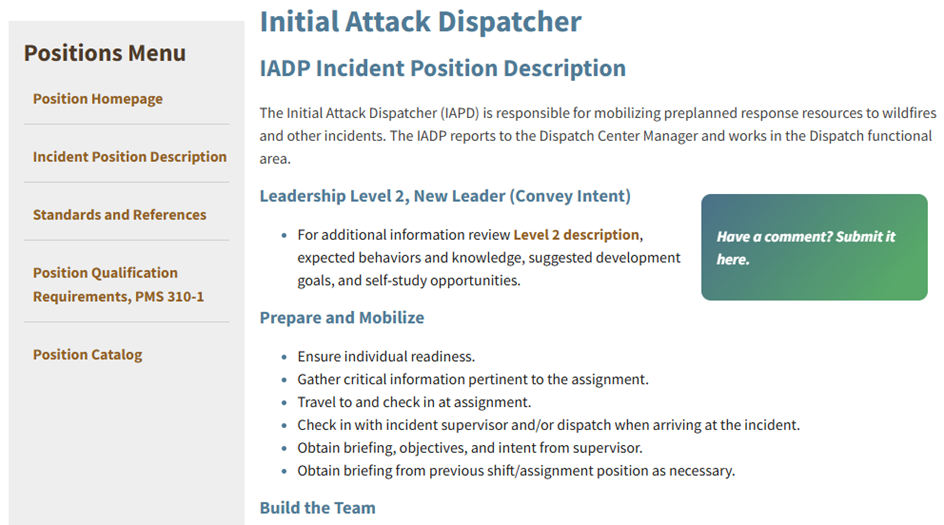 Positions Menu
Position Homepage
Incident Position Description
Standards and References
Position Qualification
Requirements, PMS 310-1
Position Catalog
Initial Attack Dispatcher
IADP Incident Position Description
The Initial Attack Dispatcher (IAPD) is responsible for mobilizing preplanned response resources to wildfires
and other incidents. The IADP reports to the Dispatch Center Manager and works in the Dispatch functional
area.
Leadership Level 2, New Leader (Convey Intent)
For additional information review Level 2 description,
expected behaviors and knowledge, suggested development
goals, and self-study opportunities.
Have a comment? Submit it
here.
Prepare and Mobilize
Ensure individual readiness.
Gather critical information pertinent to the assignment.
Travel to and check in at assignment.
Check in with incident supervisor and/or dispatch when arriving at the incident.
Obtain briefing, objectives, and intent from supervisor.
Obtain briefing from previous shift/assignment position as necessary.
Build the Team